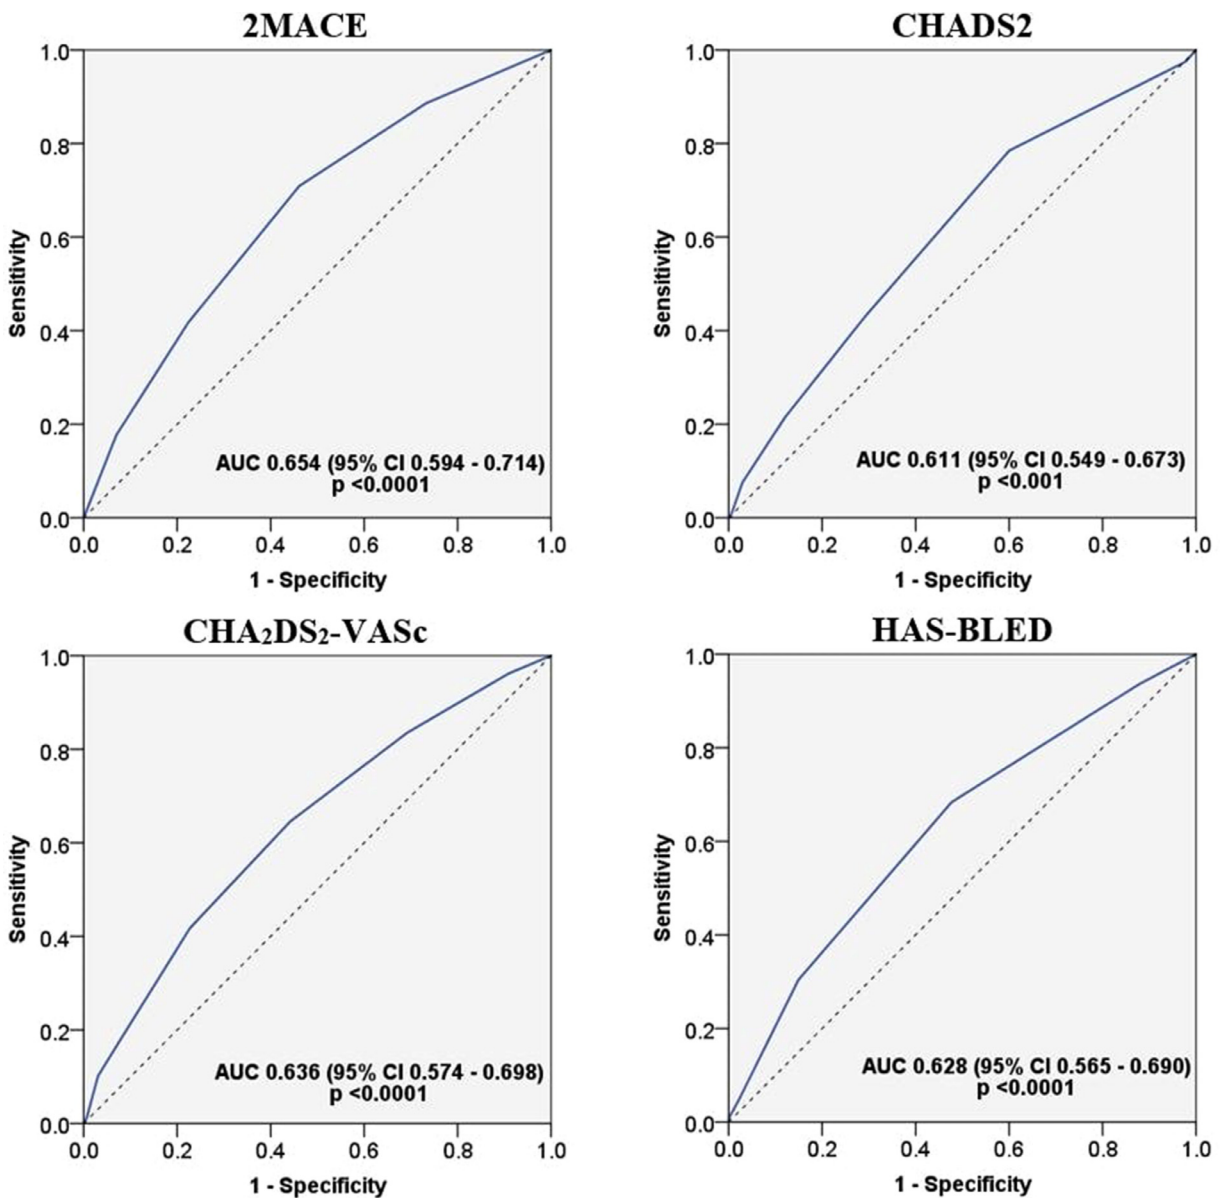 2MACE
1.0
0.8
0.6
0.4
0.2
0.0
Sensitivity
AUC 0.654 (95% CI 0.594 - 0.714)
p <0.0001
0.0 0.2 0.4 0.6 0.8 1.0
1 - Specificity
CHADS2
1.0
0.8
0.6
0.4
0.2
0.0
Sensitivity
AUC 0.611 (95% CI 0.549 - 0.673)
p <0.001
0.0 0.2 0.4 0.6 0.8 1.0
1 - Specificity
CHA₂DS₂-VASc
1.0
0.8
0.6
0.4
0.2
0.0
Sensitivity
AUC 0.636 (95% CI 0.574 - 0.698)
p <0.0001
0.0 0.2 0.4 0.6 0.8 1.0
1 - Specificity
HAS-BLED
1.0
0.8
0.6
0.4
0.2
0.0
Sensitivity
AUC 0.628 (95% CI 0.565 - 0.690)
p <0.0001
0.0 0.2 0.4 0.6 0.8 1.0
1 - Specificity